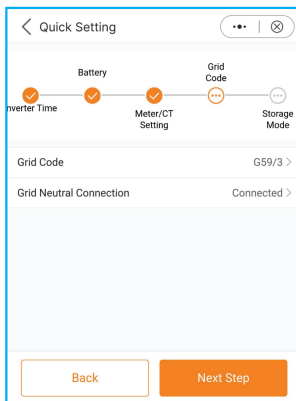 Quick Setting
Battery
Grid
Code
nverter Time
Meter/CT
Setting
Storage
Mode
Grid Code
G59/3
Grid Neutral Connection
Connected
Back
Next Step